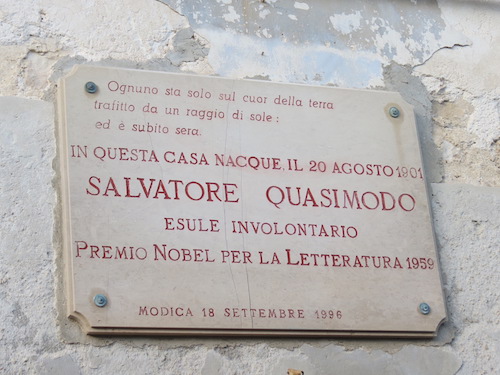 Ognuno sta solo sul cuor della terra
trafitto da un raggio di sole:
ed è subito sera.
IN QUESTA CASA NACQUE, IL 20 AGOSTO 1901
SALVATORE QUASIMODO
ESULE INVOLONTARIO
PREMIO NOBEL PER LA LETTERATURA 1959
MODICA 18 SETTEMBRE 1996